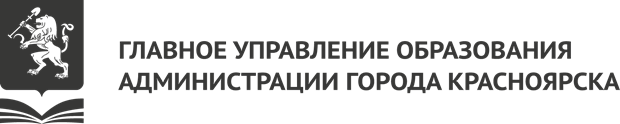 ГЛАВНОЕ УПРАВЛЕНИЕ ОБРАЗОВАНИЯ
АДМИНИСТРАЦИИ ГОРОДА КРАСНОЯРСКА